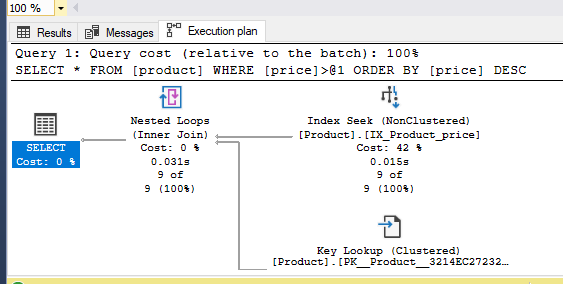 100 %
Results Messages Execution plan
Query 1: Query cost (relative to the batch): 100%
SELECT * FROM [product] WHERE [price]>@1 ORDER BY [price] DESC
Nested Loops
(Inner Join)
Cost: 0 %
0.031s
9 of
9 (100%)
Index Seek (NonClustered)
[Product].[IX_Product_price]
Cost: 42 %
0.015s
9 of
9 (100%)
SELECT
Cost: 0 %
Key Lookup (Clustered)
[Product].[PK__Product__3214EC27232…